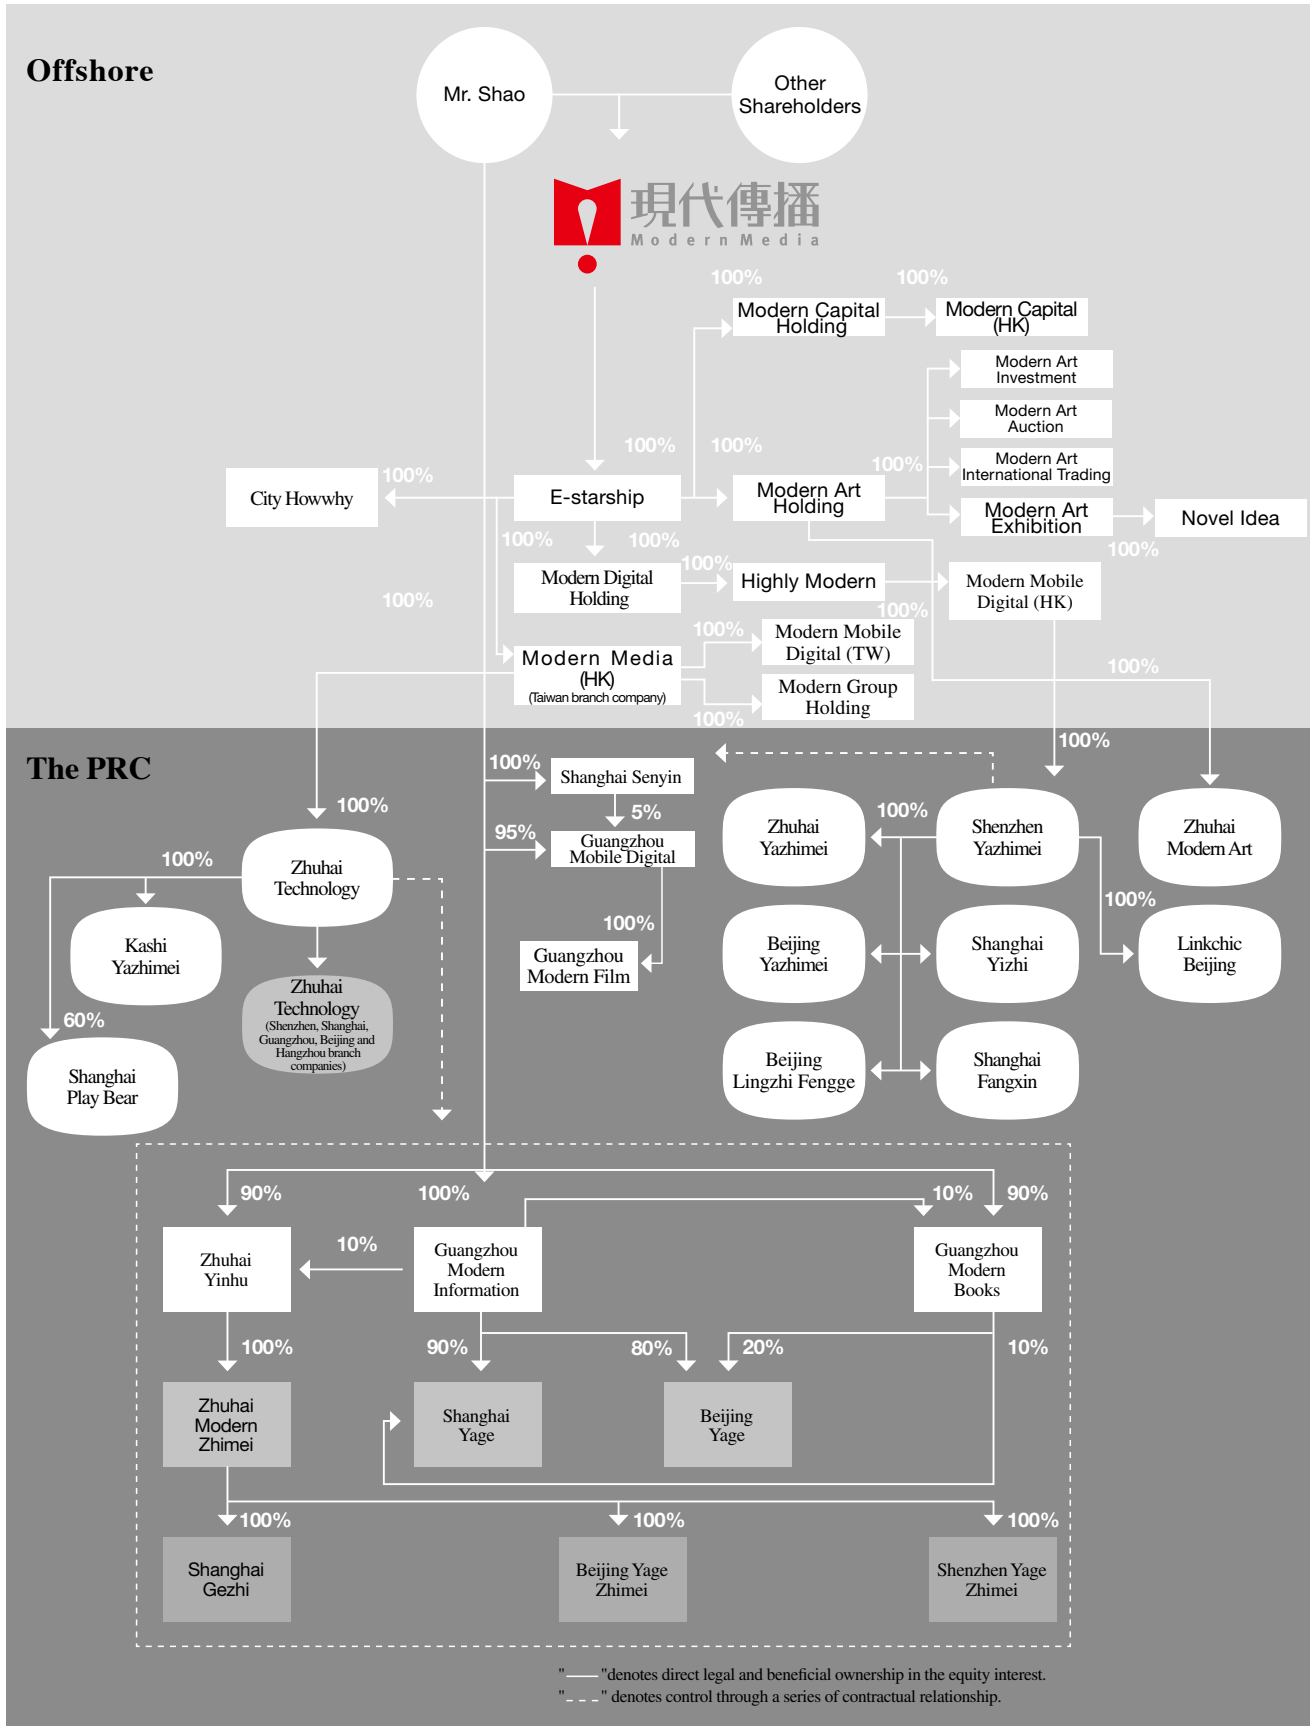 Offshore
Mr. Shao
Other
Shareholders
現代傳播
Modern Media
100%
100%
Modern Capital
Holding
Modern Capital
(HK)
Modern Art
Investment
Modern Art
Auction
100%
100%
100%
100%
Modern Art
International Trading
City Howwhy
E-starship
Modern Art
Holding
Modern Art
Exhibition
Novel Idea
100%
100%
100%
100%
Modern Digital
Holding
Highly Modern
Modern Mobile
Digital (HK)
100%
100%
100%
Modern Mobile
Digital (TW)
Modern Media
(HK)
(Taiwan branch company)
100%
Modern Group
Holding
100%
The PRC
100%
100%
Shanghai Senyin
100%
5%
95%
Guangzhou
Mobile Digital
100%
Zhuhai
Yazhimei
Shenzhen
Yazhimei
Zhuhai
Modern Art
100%
Zhuhai
Technology
100%
100%
Kashi
Yazhimei
Guangzhou
Modern Film
Beijing
Yazhimei
Shanghai
Yizhi
Linkchic
Beijing
Zhuhai
Technology
(Shenzhen, Shanghai,
Guangzhou, Beijing and
Hangzhou branch
companies)
60%
Shanghai
Play Bear
Beijing
Lingzhi Fengge
Shanghai
Fangxin
90%
100%
10%
90%
Zhuhai
Yinhu
10%
Guangzhou
Modern
Information
Guangzhou
Modern
Books
100%
90%
80%
20%
10%
Zhuhai
Modern
Zhimei
Shanghai
Yage
Beijing
Yage
100%
100%
100%
Shanghai
Gezhi
Beijing Yage
Zhimei
Shenzhen Yage
Zhimei
"——"denotes direct legal and beneficial ownership in the equity interest.
"_ _ _" denotes control through a series of contractual relationship.